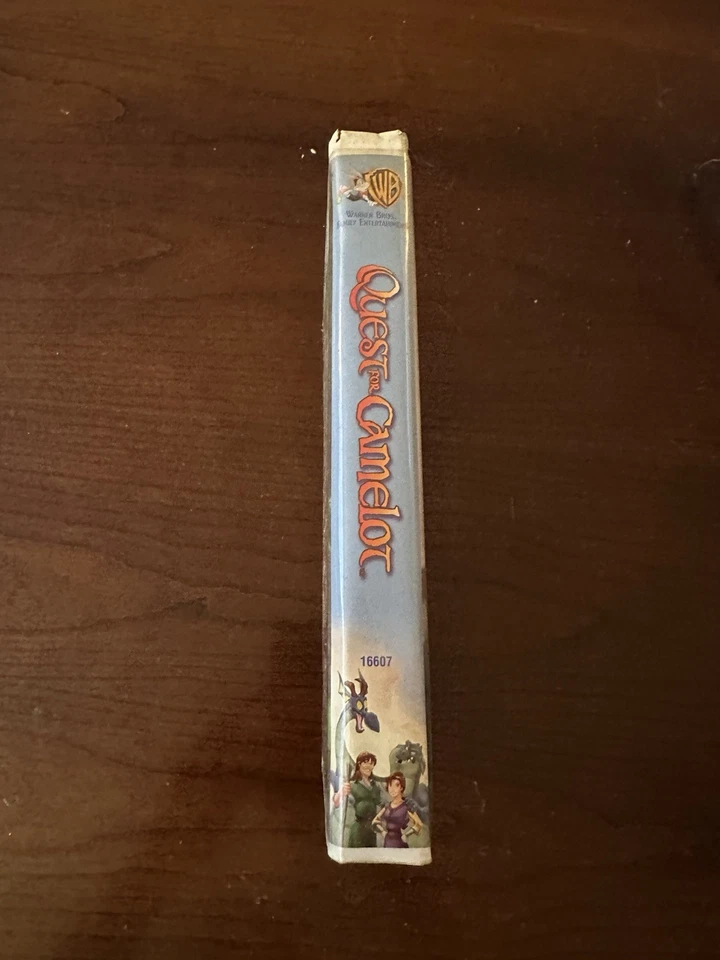 WB
WARNER BROS.
FAMILY ENTERTAINMENT
QUEST FOR CAMELOT
16607